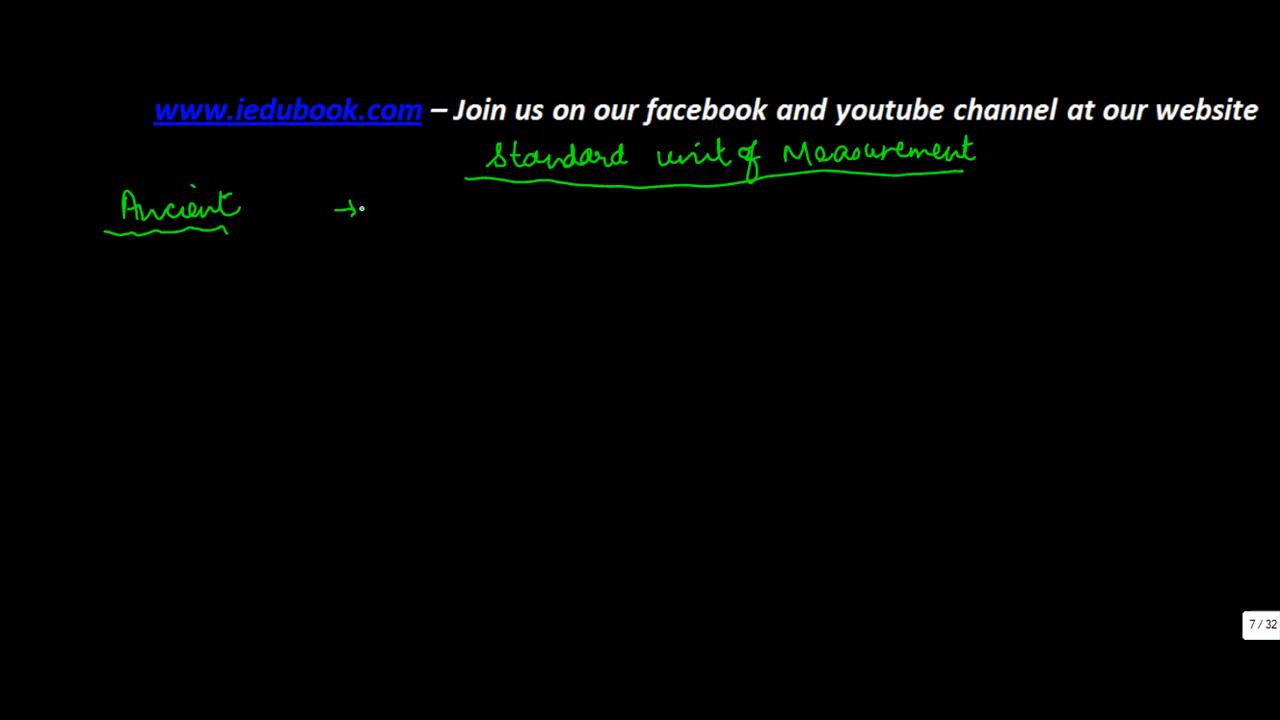 www.iedubook.com – Join us on our facebook and youtube channel at our website
Standard unit of Measurement
Ancient →
7 / 32